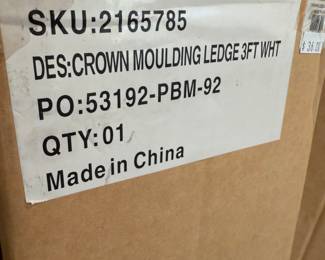 SKU:2165785
DES:CROWN MOULDING LEDGE 3FT WHT
PO:53192-PBM-92
QTY:01
Made in China